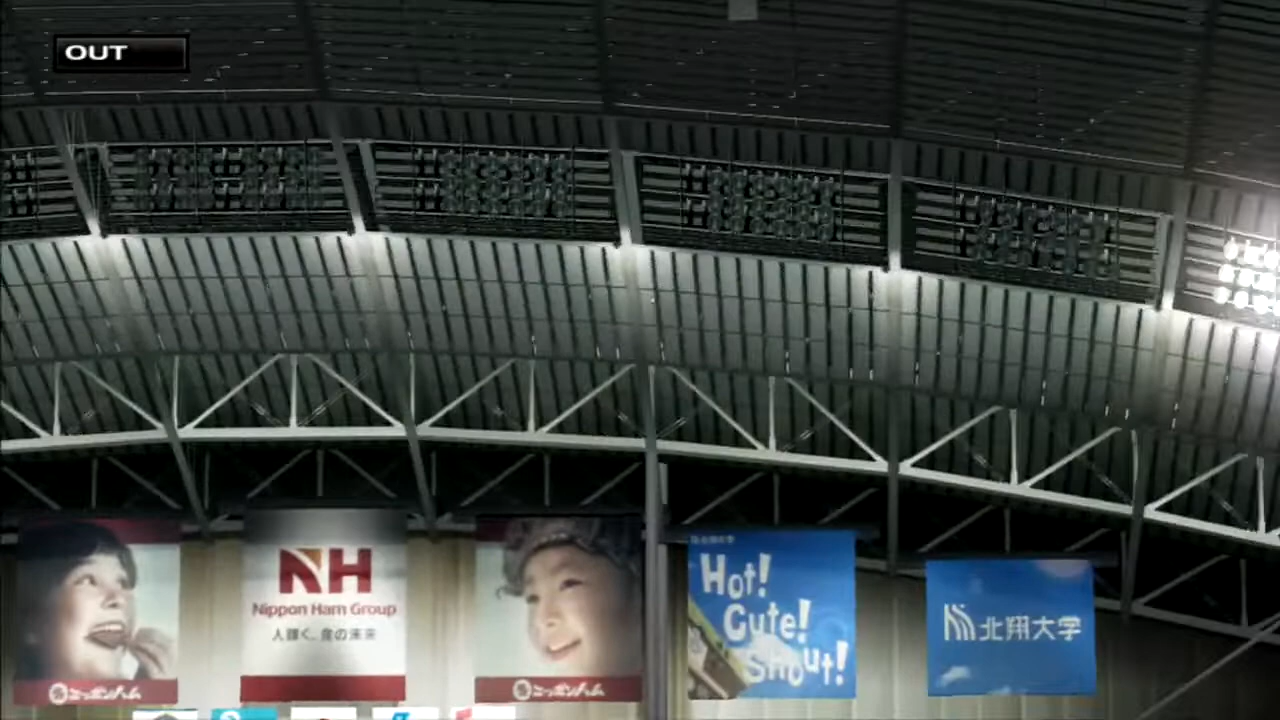 OUT
NH
Nippon Ham Group
人輝く、食の未来
ニッポンハム
ニッポンハム
Hot!
Cute!
Shout!
北翔大学